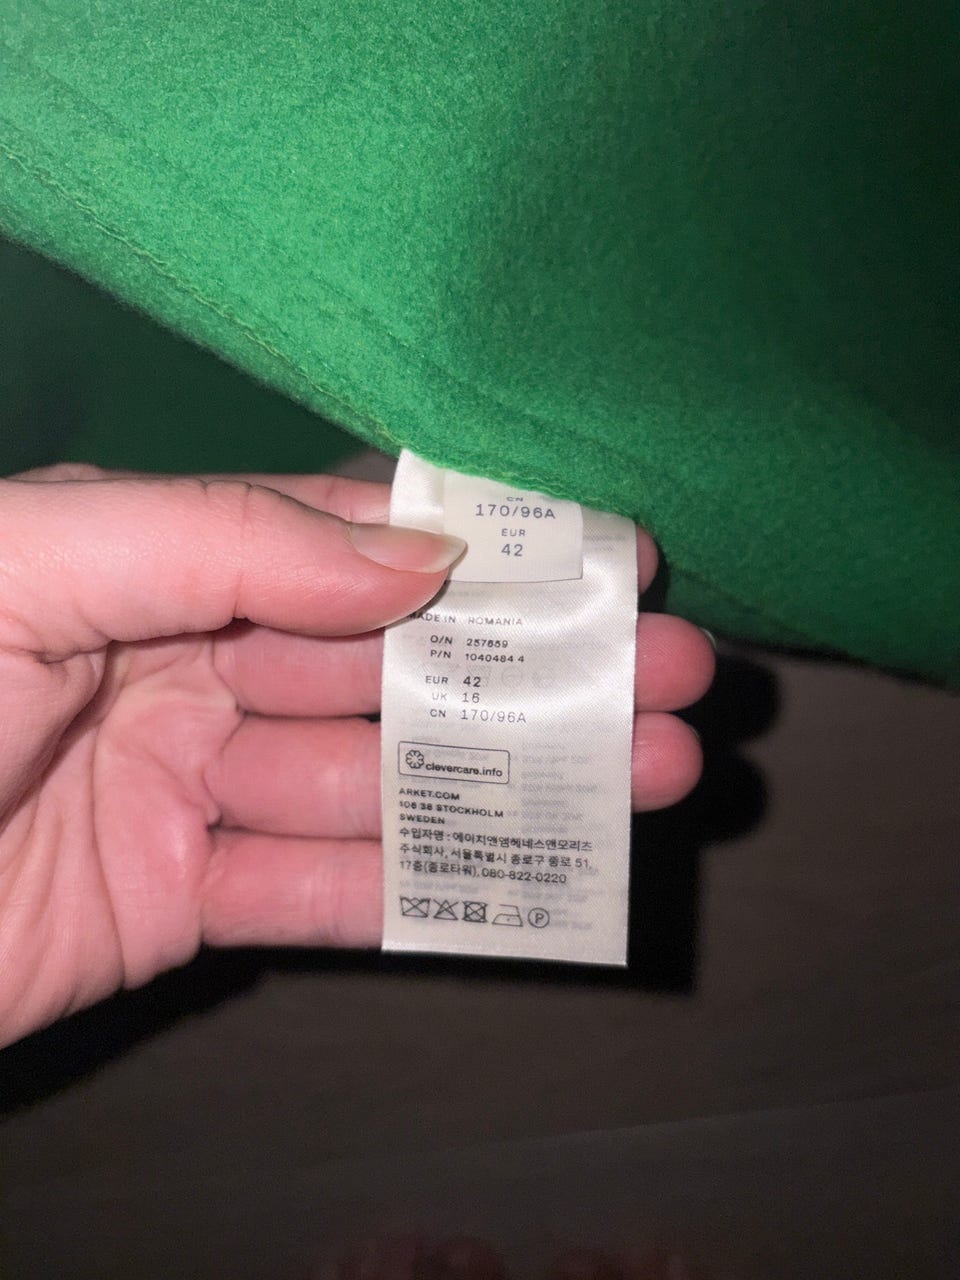 CN
170/96A
EUR
42
MADE IN ROMANIA
O/N 257659
P/N 1040484 4
EUR 42
UK 16
CN 170/96A
clevercare.info
ARKET.COM
106 38 STOCKHOLM
SWEDEN
수입자명 : 에이치앤엠헤네스앤모리츠
주식회사, 서울특별시 종로구 종로 51,
17층(종로타워), 080-822-0220
P